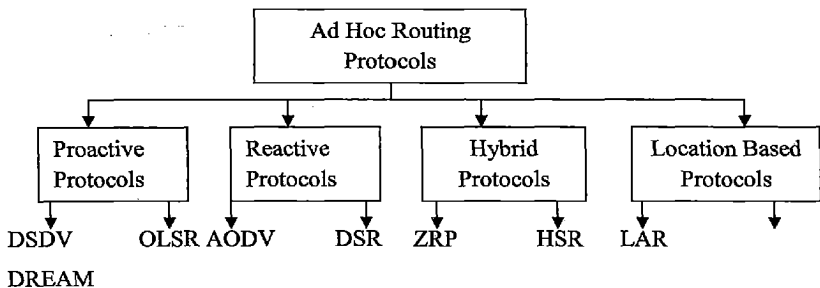 Ad Hoc Routing
Protocols
Proactive
Protocols
Reactive
Protocols
Hybrid
Protocols
Location Based
Protocols
DSDV OLSR AODV DSR ZRP HSR LAR
DREAM